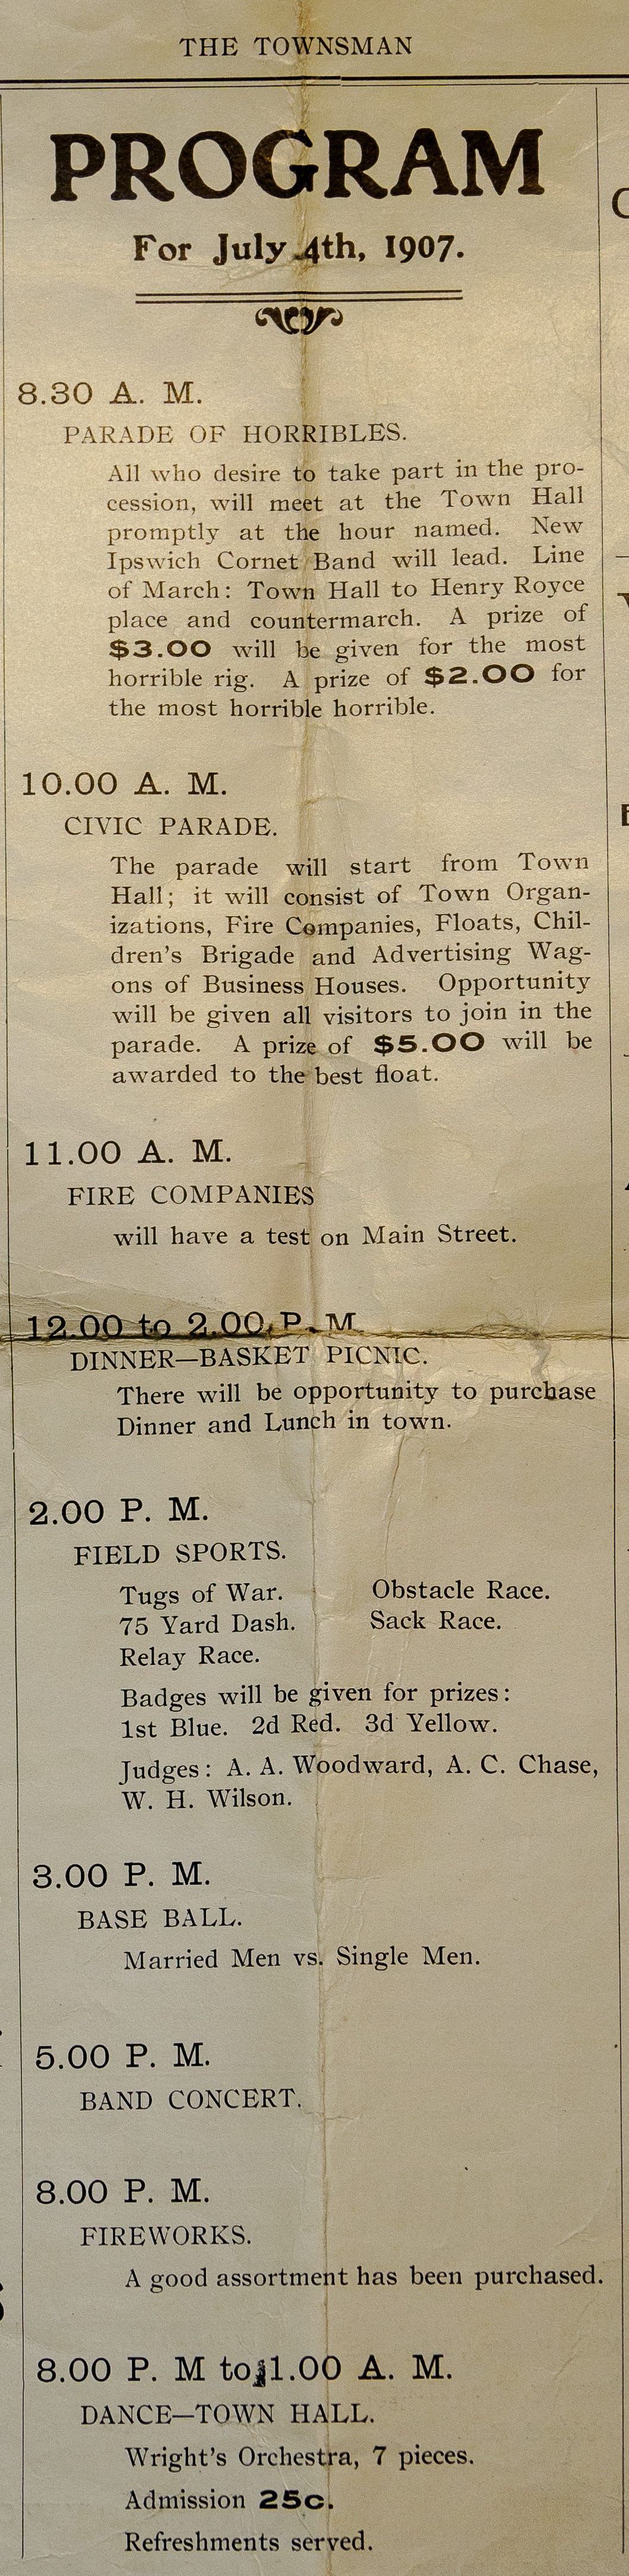 THE TOWNSMAN
PROGRAM
For July 4th, 1907.
8.30 A. M.
PARADE OF HORRIBLES.
All who desire to take part in the pro-
cession, will meet at the Town Hall
promptly at the hour named. New
Ipswich Cornet Band will lead. Line
of March: Town Hall to Henry Royce
place and countermarch. A prize of
$3.00 will be given for the most
horrible rig. A prize of $2.00 for
the most horrible horrible.
10.00 A. M.
CIVIC PARADE.
The parade will start from Town
Hall; it will consist of Town Organ-
izations, Fire Companies, Floats, Chil-
dren's Brigade and Advertising Wag-
ons of Business Houses. Opportunity
will be given all visitors to join in the
parade. A prize of $5.00 will be
awarded to the best float.
11.00 A. M.
FIRE COMPANIES
will have a test on Main Street.
12.00 to 2.00 P. M.
DINNER—BASKET PICNIC.
There will be opportunity to purchase
Dinner and Lunch in town.
2.00 P. M.
FIELD SPORTS.
Tugs of War. Obstacle Race.
75 Yard Dash. Sack Race.
Relay Race.
Badges will be given for prizes:
1st Blue. 2d Red. 3d Yellow.
Judges: A. A. Woodward, A. C. Chase,
W. H. Wilson.
3.00 P. M.
BASE BALL.
Married Men vs. Single Men.
5.00 P. M.
BAND CONCERT.
8.00 P. M.
FIREWORKS.
A good assortment has been purchased.
8.00 P. M to 1.00 A. M.
DANCE—TOWN HALL.
Wright's Orchestra, 7 pieces.
Admission 25c.
Refreshments served.